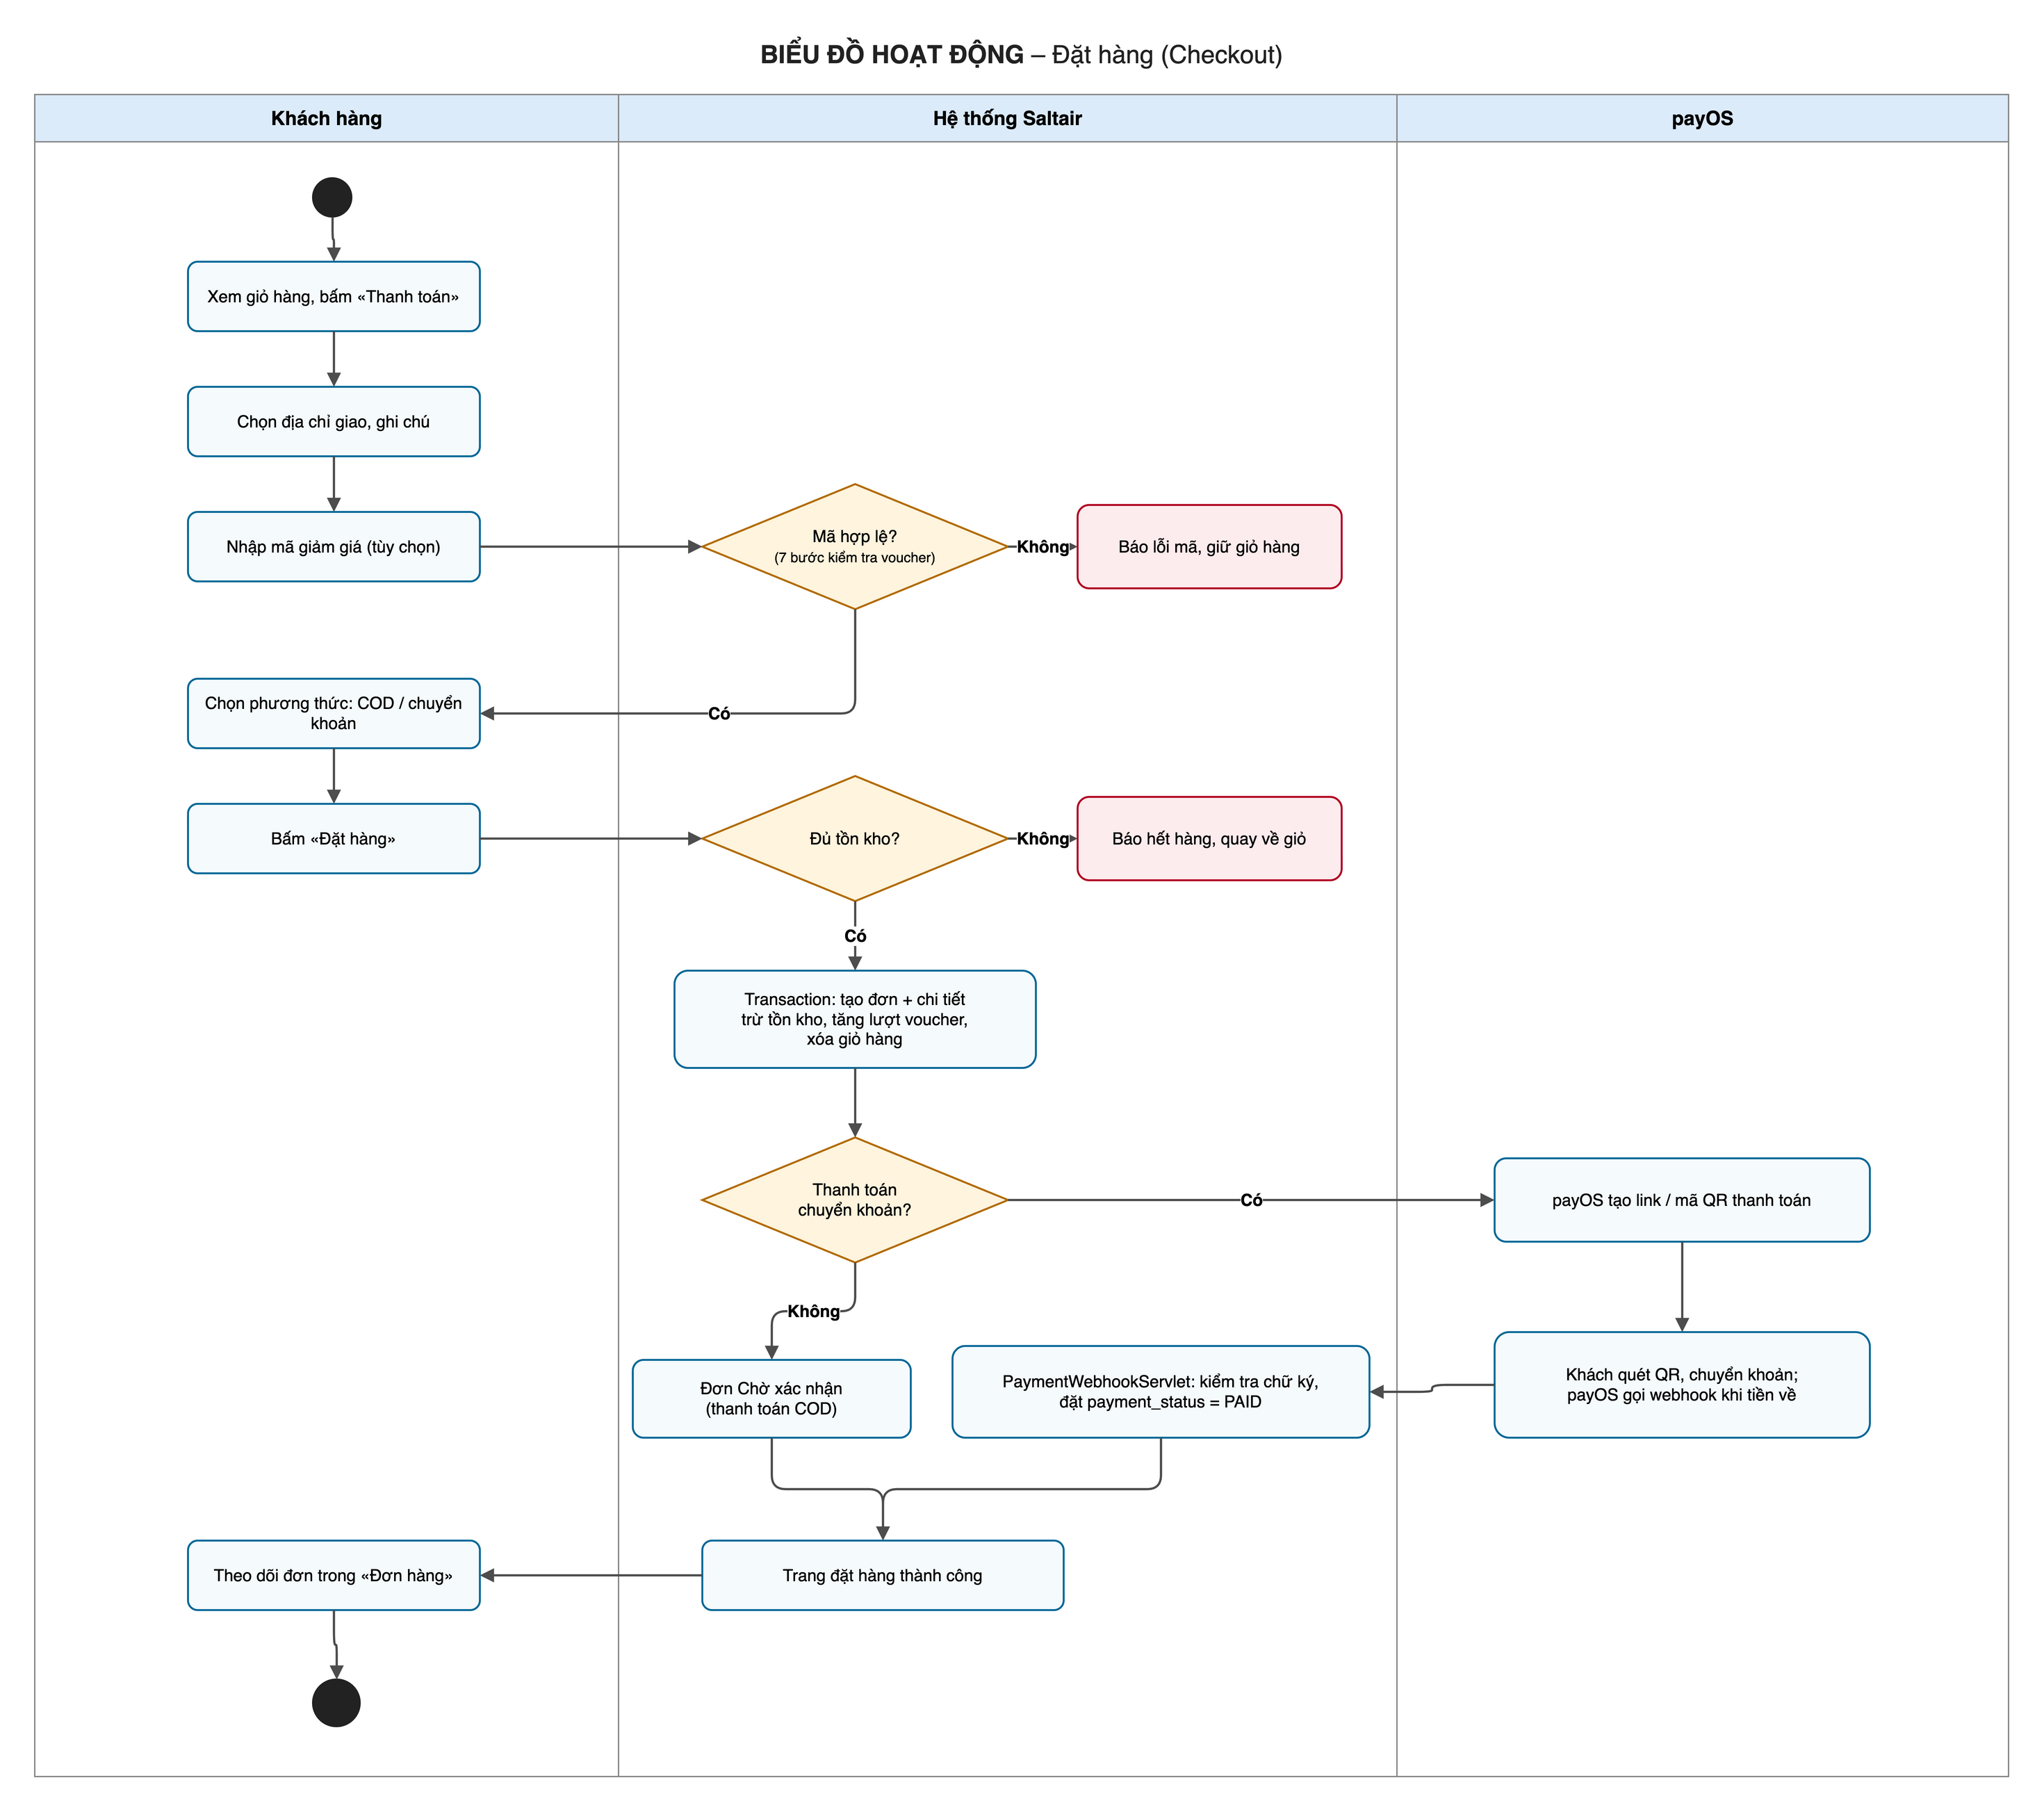 BIỂU ĐỒ HOẠT ĐỘNG – Đặt hàng (Checkout)
Khách hàng
Hệ thống Saltair
payOS
Xem giỏ hàng, bấm «Thanh toán»
Chọn địa chỉ giao, ghi chú
Nhập mã giảm giá (tùy chọn)
Mã hợp lệ?
(7 bước kiểm tra voucher)
Không
Báo lỗi mã, giữ giỏ hàng
Chọn phương thức: COD / chuyển
khoản
Có
Bấm «Đặt hàng»
Đủ tồn kho?
Không
Báo hết hàng, quay về giỏ
Có
Transaction: tạo đơn + chi tiết
trừ tồn kho, tăng lượt voucher,
xóa giỏ hàng
Thanh toán
chuyển khoản?
Có
payOS tạo link / mã QR thanh toán
Không
Đơn Chờ xác nhận
(thanh toán COD)
PaymentWebhookServlet: kiểm tra chữ ký,
đặt payment_status = PAID
Khách quét QR, chuyển khoản;
payOS gọi webhook khi tiền về
Theo dõi đơn trong «Đơn hàng»
Trang đặt hàng thành công